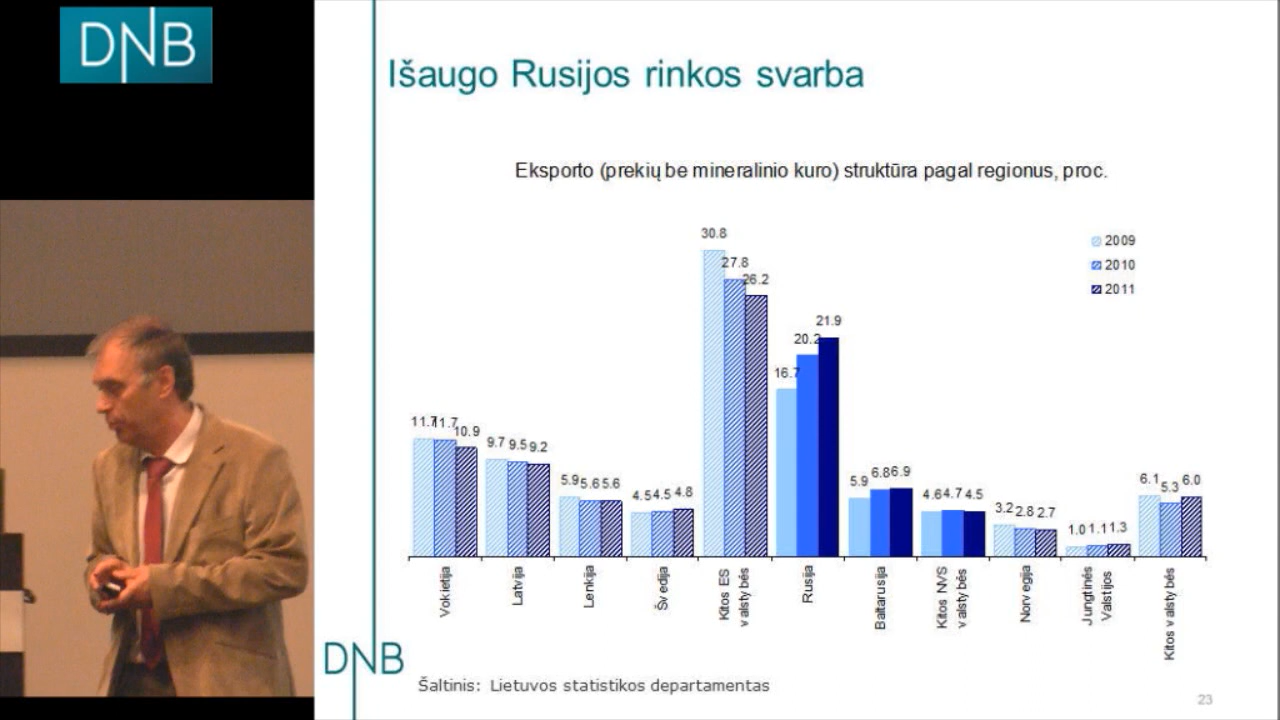 DNB
Išaugo Rusijos rinkos svarba
Eksporto (prekių be mineralinio kuro) struktūra pagal regionus, proc.
2009
2010
2011
11.7 11.7 10.9
9.7 9.5 9.2
5.9 5.6 5.6
4.5 4.5 4.8
30.8 27.8 26.2
16.7 20.2 21.9
5.9 6.8 6.9
4.6 4.7 4.5
3.2 2.8 2.7
1.0 1.1 1.3
6.1 5.3 6.0
Vokietija
Latvija
Lenkija
Švedija
Kitos ES
valstybės
Rusija
Baltarusija
Kitos NVS
valstybės
Norvegija
Jungtinės
Valstijos
Kitos valstybės
DNB
Šaltinis: Lietuvos statistikos departamentas
23